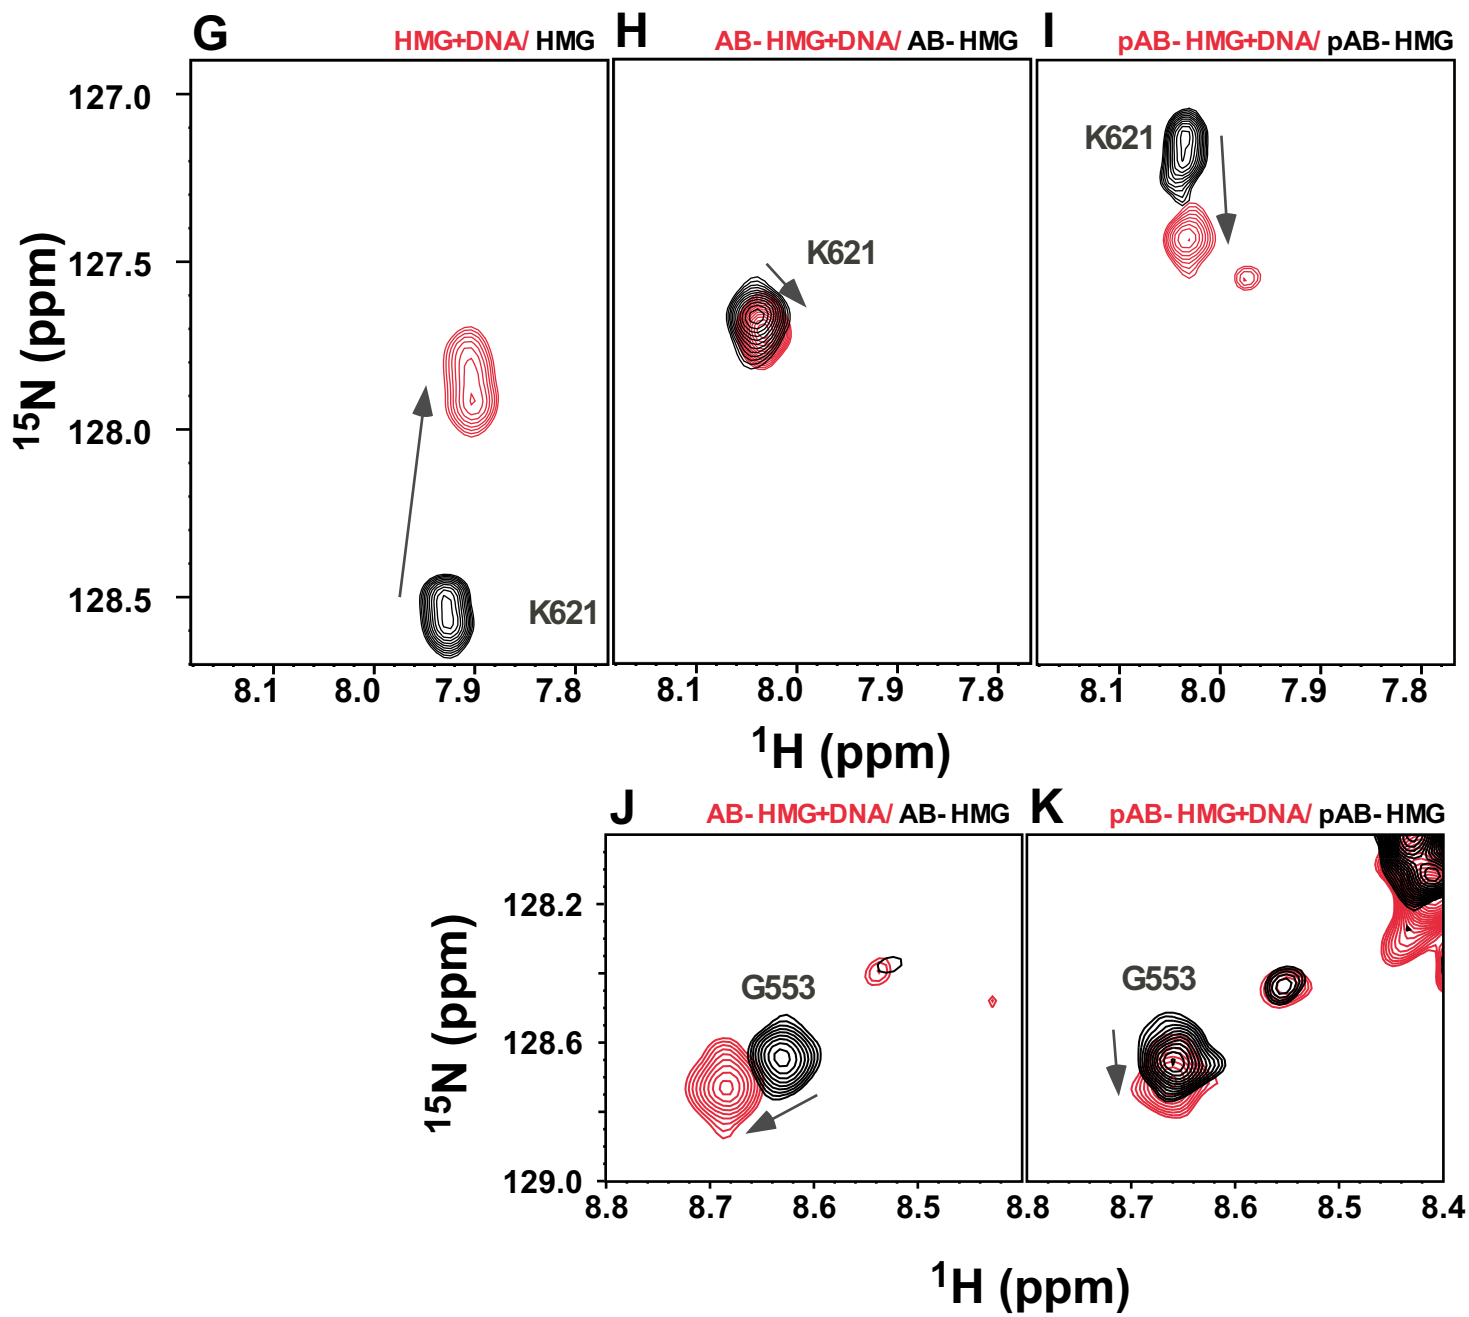 G HMG+DNA/ HMG H AB-HMG+DNA/ AB-HMG I pAB-HMG+DNA/ pAB-HMG
127.0
K621
127.5
K621
15N (ppm)
128.0
128.5
K621
8.1 8.0 7.9 7.8 8.1 8.0 7.9 7.8 8.1 8.0 7.9 7.8
1H (ppm)
J AB-HMG+DNA/ AB-HMG K pAB-HMG+DNA/ pAB-HMG
128.2
G553 G553
15N (ppm)
128.6
129.0
8.8 8.7 8.6 8.5 8.8 8.7 8.6 8.5 8.4
1H (ppm)